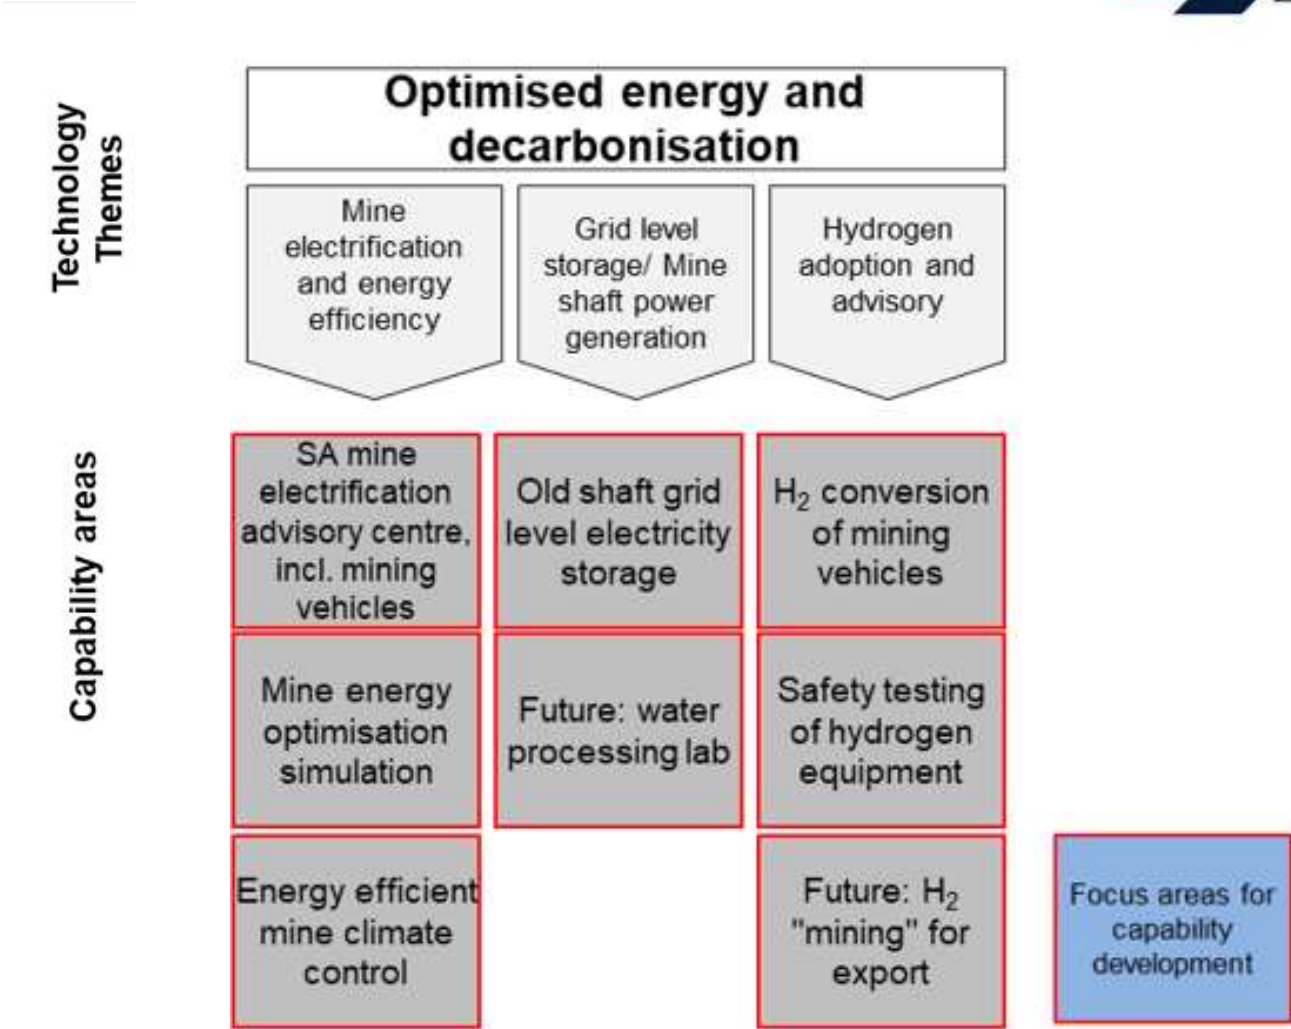 Technology
Themes
Optimised energy and
decarbonisation
Mine
electrification
and energy
efficiency
Grid level
storage/ Mine
shaft power
generation
Hydrogen
adoption and
advisory
Capability areas
SA mine
electrification
advisory centre,
incl. mining
vehicles
Old shaft grid
level electricity
storage
H₂ conversion
of mining
vehicles
Mine energy
optimisation
simulation
Future: water
processing lab
Safety testing
of hydrogen
equipment
Energy efficient
mine climate
control
Future: H₂
"mining" for
export
Focus areas for
capability
development